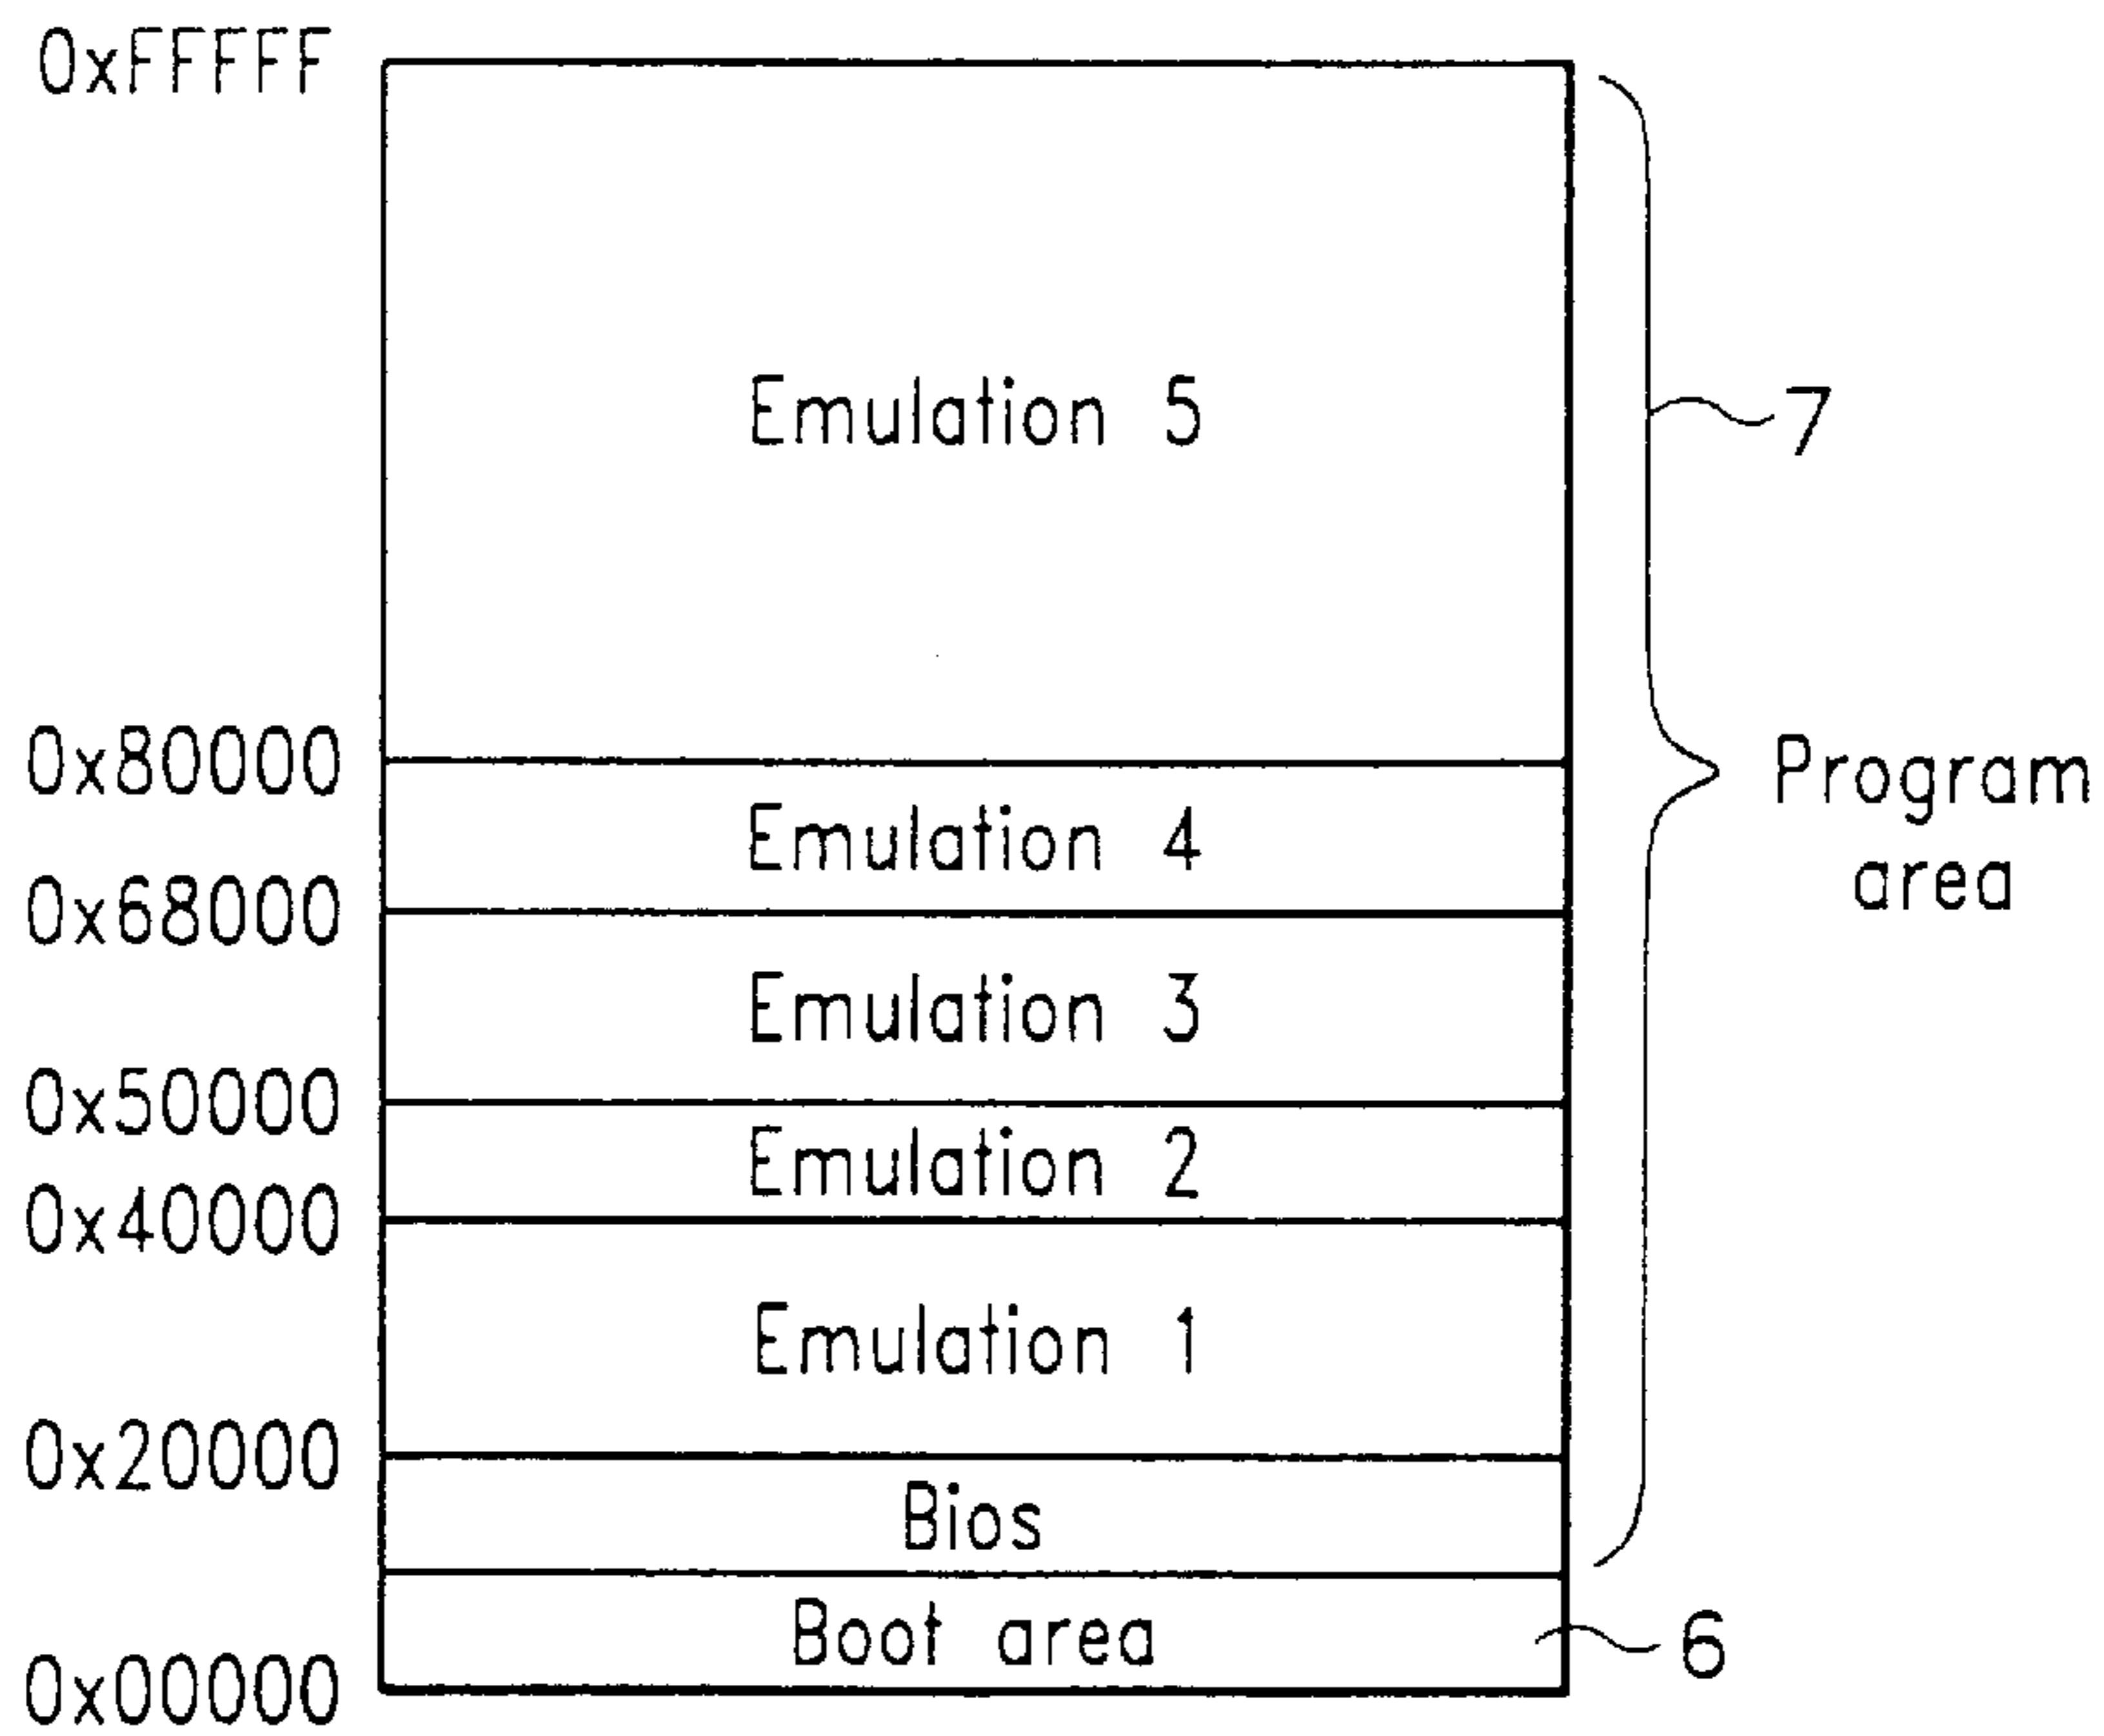 0xFFFFF
Emulation 5
7
0x80000
Program
area
Emulation 4
0x68000
Emulation 3
0x50000
Emulation 2
0x40000
Emulation 1
0x20000
Bios
Boot area
6
0x00000